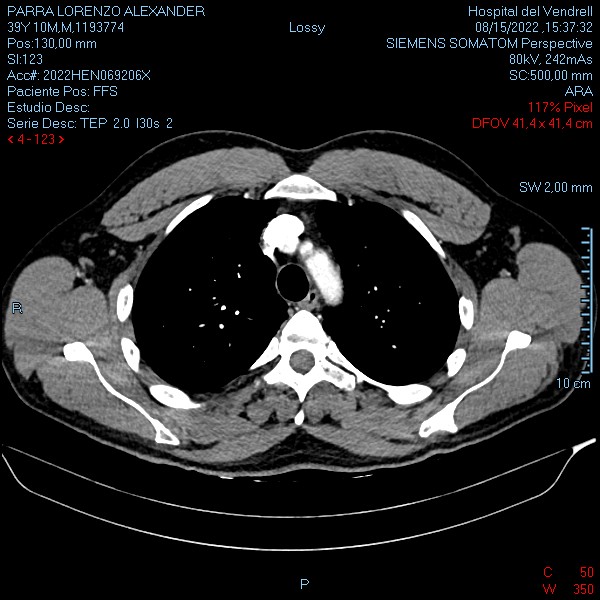 PARRA LORENZO ALEXANDER
39Y 10M,M,1193774
Pos:130,00 mm
SI:123
Acc#: 2022HEN069206X
Paciente Pos: FFS
Estudio Desc:
Serie Desc: TEP 2.0 I30s 2
< 4 - 123 >
Lossy
Hospital del Vendrell
08/15/2022 ,15:37:32
SIEMENS SOMATOM Perspective
80kV, 242mAs
SC:500,00 mm
ARA
117% Pixel
DFOV 41,4 x 41,4 cm
SW 2,00 mm
R
10 cm
P
C 50
W 350